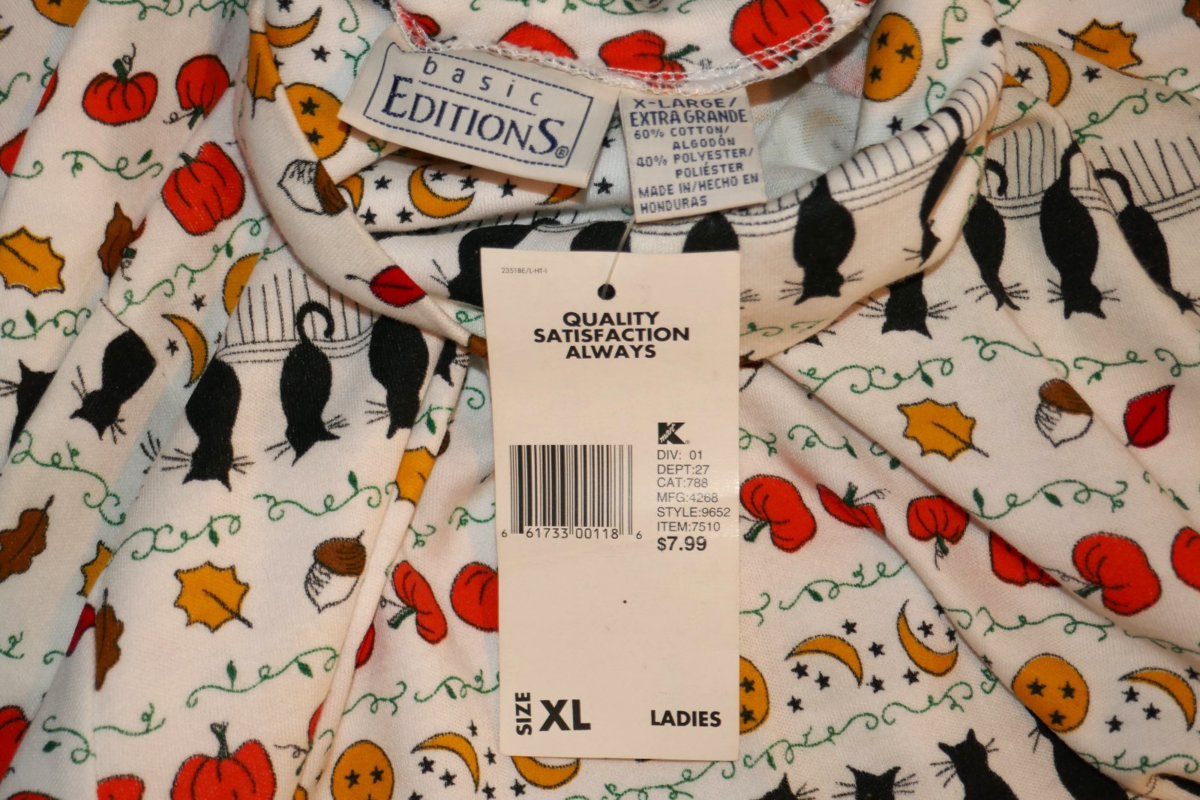 basic
EDITIONS®
X-LARGE/
EXTRA GRANDE
60% COTTON/
ALGODÓN
40% POLYESTER/
POLIÉSTER
MADE IN/HECHO EN
HONDURAS
QUALITY
SATISFACTION
ALWAYS
K
DIV: 01
DEPT:27
CAT:788
MFG:4268
STYLE:9652
ITEM:7510
$7.99
6 61733 00118 6
SIZE XL
LADIES